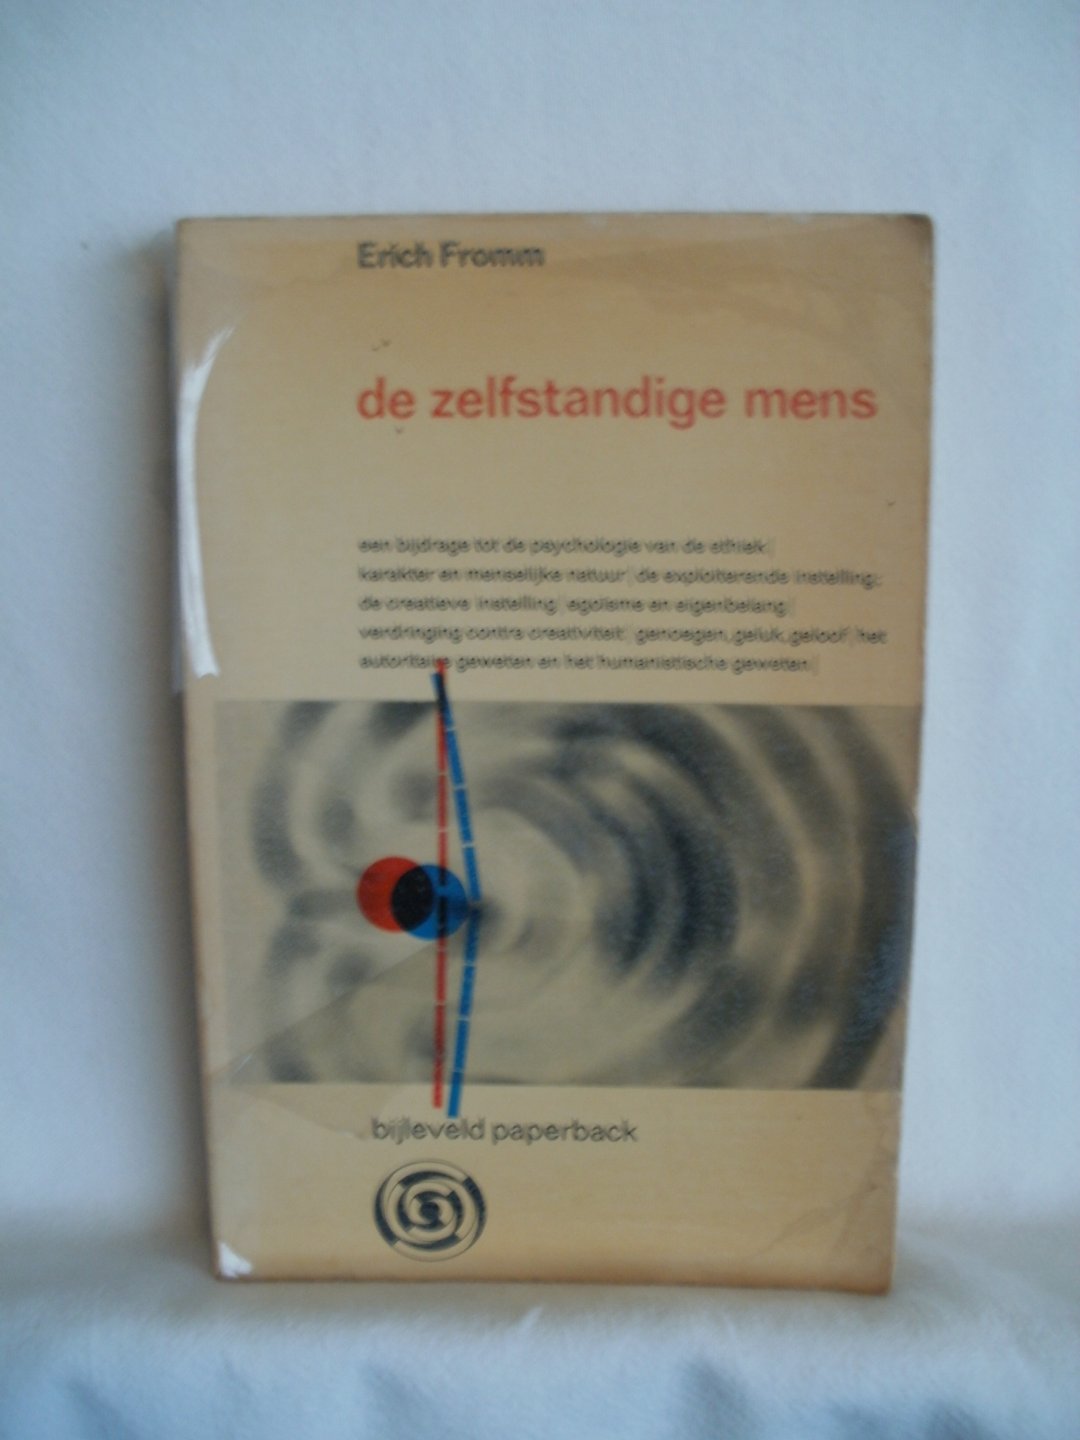 Erich Fromm
de zelfstandige mens
een bijdrage tot de psychologie van de ethiek |
karakter en menselijke natuur | de exploiterende instelling;
de creatieve instelling | egoïsme en eigenbelang |
verdringing contra creativiteit | genoegen, geluk, geloof | het
autoritaire geweten en het humanistische geweten |
bijleveld paperback